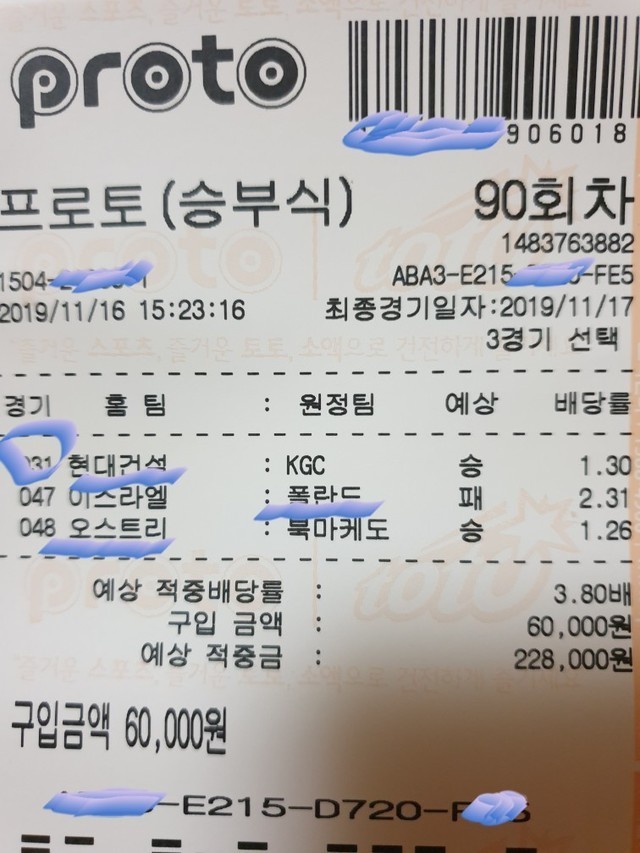 proto
906018
프로토(승부식) 90회차
1483763882
1504- ABA3-E215 -FE5
2019/11/16 15:23:16 최종경기일자:2019/11/17
3경기 선택
경기 홈 팀 : 원정팀 예상 배당률
031 현대건설 : KGC 승 1.30
047 이스라엘 : 폴란드 패 2.31
048 오스트리 : 북마케도 승 1.26
예상 적중배당률 : 3.80배
구입 금액 : 60,000원
예상 적중금 : 228,000원
구입금액 60,000원
-E215-D720-